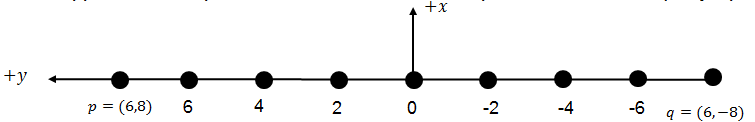 +x
+y
p = (6,8) 6 4 2 0 -2 -4 -6 q = (6,−8)